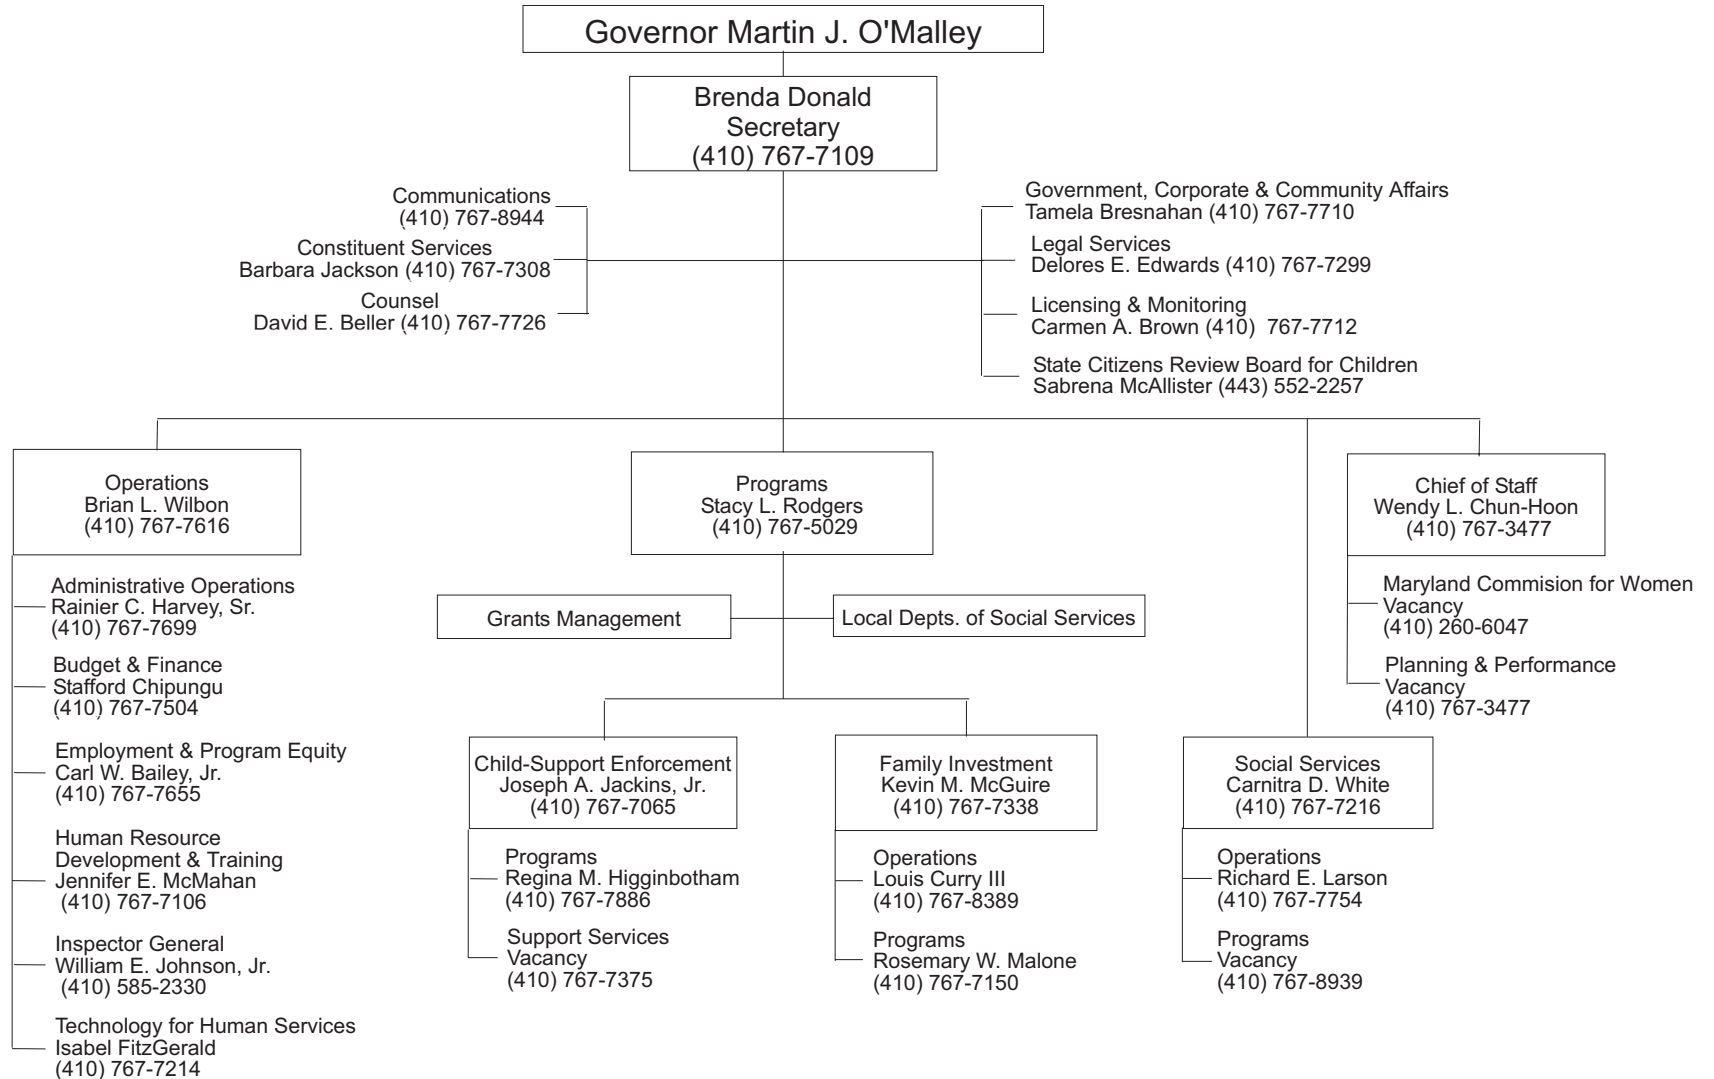 Governor Martin J. O'Malley
Brenda Donald
Secretary
(410) 767-7109
Communications
(410) 767-8944
Constituent Services
Barbara Jackson (410) 767-7308
Counsel
David E. Beller (410) 767-7726
Government, Corporate & Community Affairs
Tamela Bresnahan (410) 767-7710
Legal Services
Delores E. Edwards (410) 767-7299
Licensing & Monitoring
Carmen A. Brown (410) 767-7712
State Citizens Review Board for Children
Sabrena McAllister (443) 552-2257
Operations
Brian L. Wilbon
(410) 767-7616
Administrative Operations
Rainier C. Harvey, Sr.
(410) 767-7699
Budget & Finance
Stafford Chipungu
(410) 767-7504
Employment & Program Equity
Carl W. Bailey, Jr.
(410) 767-7655
Human Resource
Development & Training
Jennifer E. McMahan
(410) 767-7106
Inspector General
William E. Johnson, Jr.
(410) 585-2330
Technology for Human Services
Isabel FitzGerald
(410) 767-7214
Programs
Stacy L. Rodgers
(410) 767-5029
Grants Management
Local Depts. of Social Services
Child-Support Enforcement
Joseph A. Jackins, Jr.
(410) 767-7065
Programs
Regina M. Higginbotham
(410) 767-7886
Support Services
Vacancy
(410) 767-7375
Family Investment
Kevin M. McGuire
(410) 767-7338
Operations
Louis Curry III
(410) 767-8389
Programs
Rosemary W. Malone
(410) 767-7150
Social Services
Carnitra D. White
(410) 767-7216
Operations
Richard E. Larson
(410) 767-7754
Programs
Vacancy
(410) 767-8939
Chief of Staff
Wendy L. Chun-Hoon
(410) 767-3477
Maryland Commision for Women
Vacancy
(410) 260-6047
Planning & Performance
Vacancy
(410) 767-3477